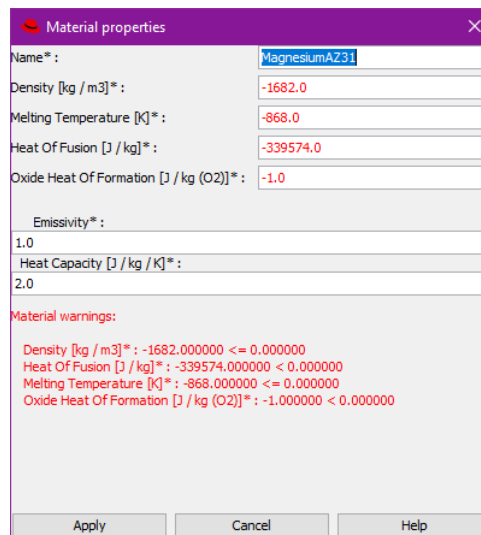 Material properties
Name* : MagnesiumAZ31
Density [kg / m3]* : -1682.0
Melting Temperature [K]* : -868.0
Heat Of Fusion [J / kg]* : -339574.0
Oxide Heat Of Formation [J / kg (O2)]* : -1.0
Emissivity* :
1.0
Heat Capacity [J / kg / K]* :
2.0
Material warnings:
Density [kg / m3]* : -1682.000000 <= 0.000000
Heat Of Fusion [J / kg]* : -339574.000000 < 0.000000
Melting Temperature [K]* : -868.000000 <= 0.000000
Oxide Heat Of Formation [J / kg (O2)]* : -1.000000 < 0.000000
Apply Cancel Help